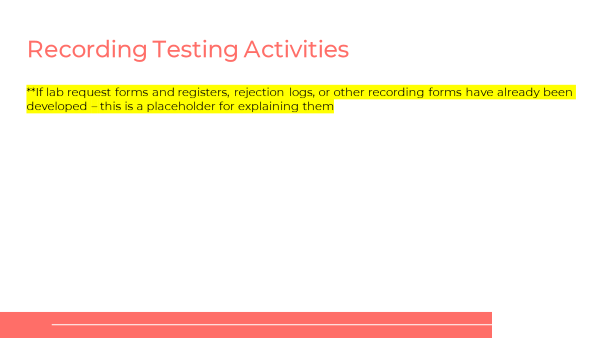 Recording Testing Activities
**If lab request forms and registers, rejection logs, or other recording forms have already been
developed – this is a placeholder for explaining them